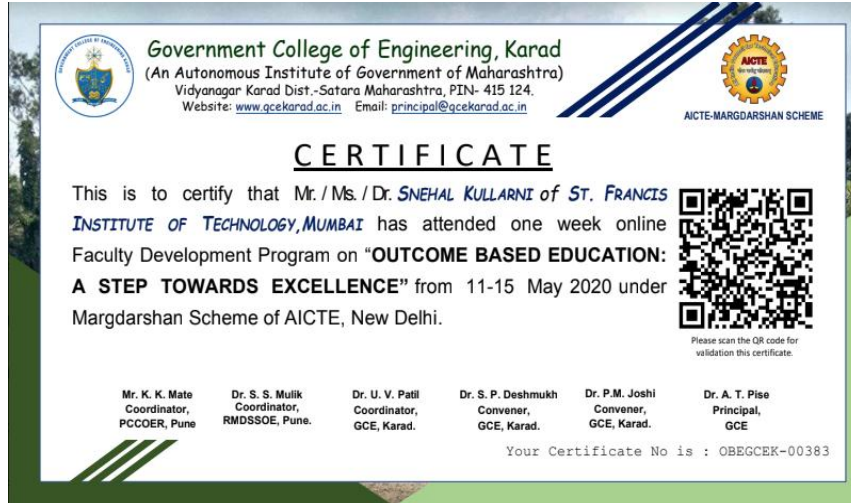 Government College of Engineering, Karad
(An Autonomous Institute of Government of Maharashtra)
Vidyanagar Karad Dist.-Satara Maharashtra, PIN- 415 124.
Website: www.gcekarad.ac.in Email: principal@gcekarad.ac.in
AICTE
AICTE-MARGDARSHAN SCHEME
CERTIFICATE
This is to certify that Mr. / Ms. / Dr. SNEHAL KULLARNI of ST. FRANCIS
INSTITUTE OF TECHNOLOGY,MUMBAI has attended one week online
Faculty Development Program on “OUTCOME BASED EDUCATION:
A STEP TOWARDS EXCELLENCE” from 11-15 May 2020 under
Margdarshan Scheme of AICTE, New Delhi.
Please scan the QR code for
validation this certificate.
Mr. K. K. Mate
Coordinator,
PCCOER, Pune
Dr. S. S. Mulik
Coordinator,
RMDSSOE, Pune.
Dr. U. V. Patil
Coordinator,
GCE, Karad.
Dr. S. P. Deshmukh
Convener,
GCE, Karad.
Dr. P.M. Joshi
Convener,
GCE, Karad.
Dr. A. T. Pise
Principal,
GCE
Your Certificate No is : OBEGCEK-00383